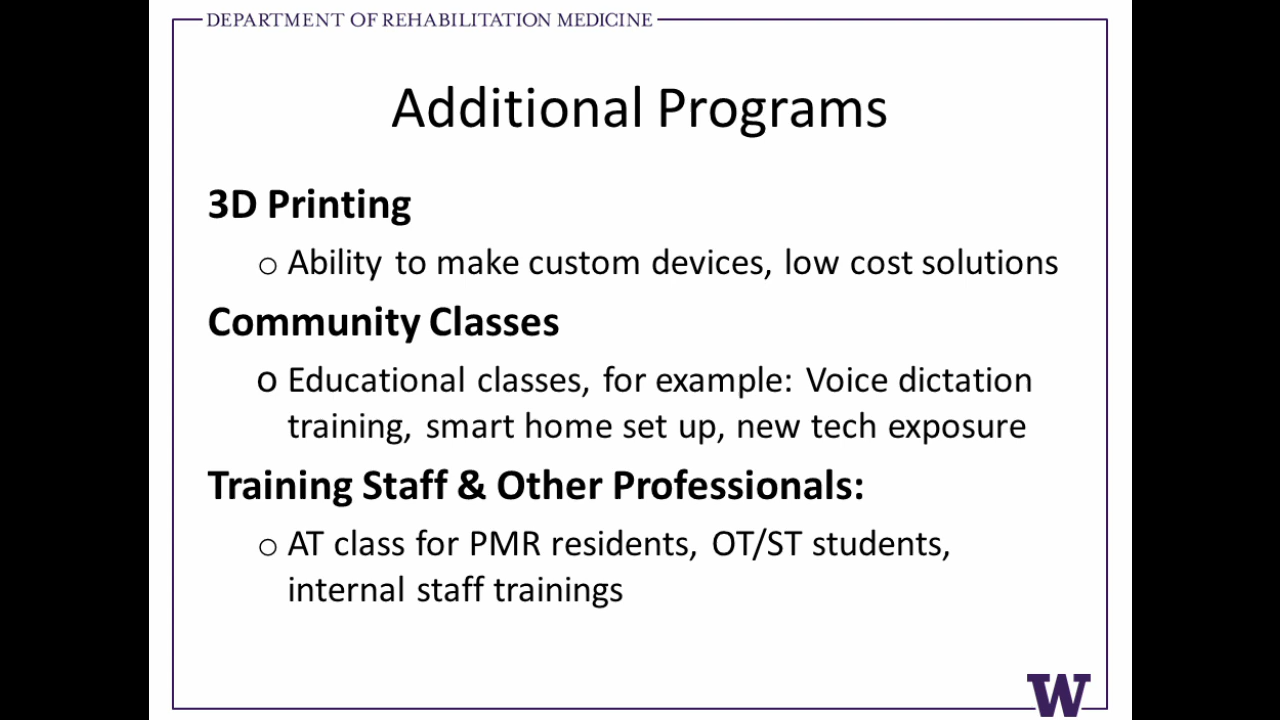 DEPARTMENT OF REHABILITATION MEDICINE
Additional Programs
3D Printing
o Ability to make custom devices, low cost solutions
Community Classes
o Educational classes, for example: Voice dictation
training, smart home set up, new tech exposure
Training Staff & Other Professionals:
o AT class for PMR residents, OT/ST students,
internal staff trainings
W